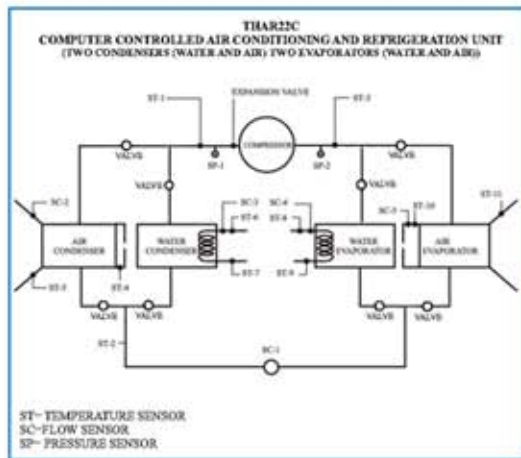 THAR22C
COMPUTER CONTROLLED AIR CONDITIONING AND REFRIGERATION UNIT
(TWO CONDENSERS (WATER AND AIR) TWO EVAPORATORS (WATER AND AIR))
EXPANSION VALVE
ST-1
ST-3
COMPRESSOR
SP-1
SP-2
VALVE
VALVE
VALVE
VALVE
SC-2
SC-3
ST-6
SC-4
ST-8
SC-5
ST-10
ST-11
AIR
CONDENSER
WATER
CONDENSER
WATER
EVAPORATOR
AIR
EVAPORATOR
ST-5
ST-4
ST-7
ST-9
VALVE
VALVE
VALVE
VALVE
ST-2
SC-1
ST= TEMPERATURE SENSOR
SC=FLOW SENSOR
SP= PRESSURE SENSOR